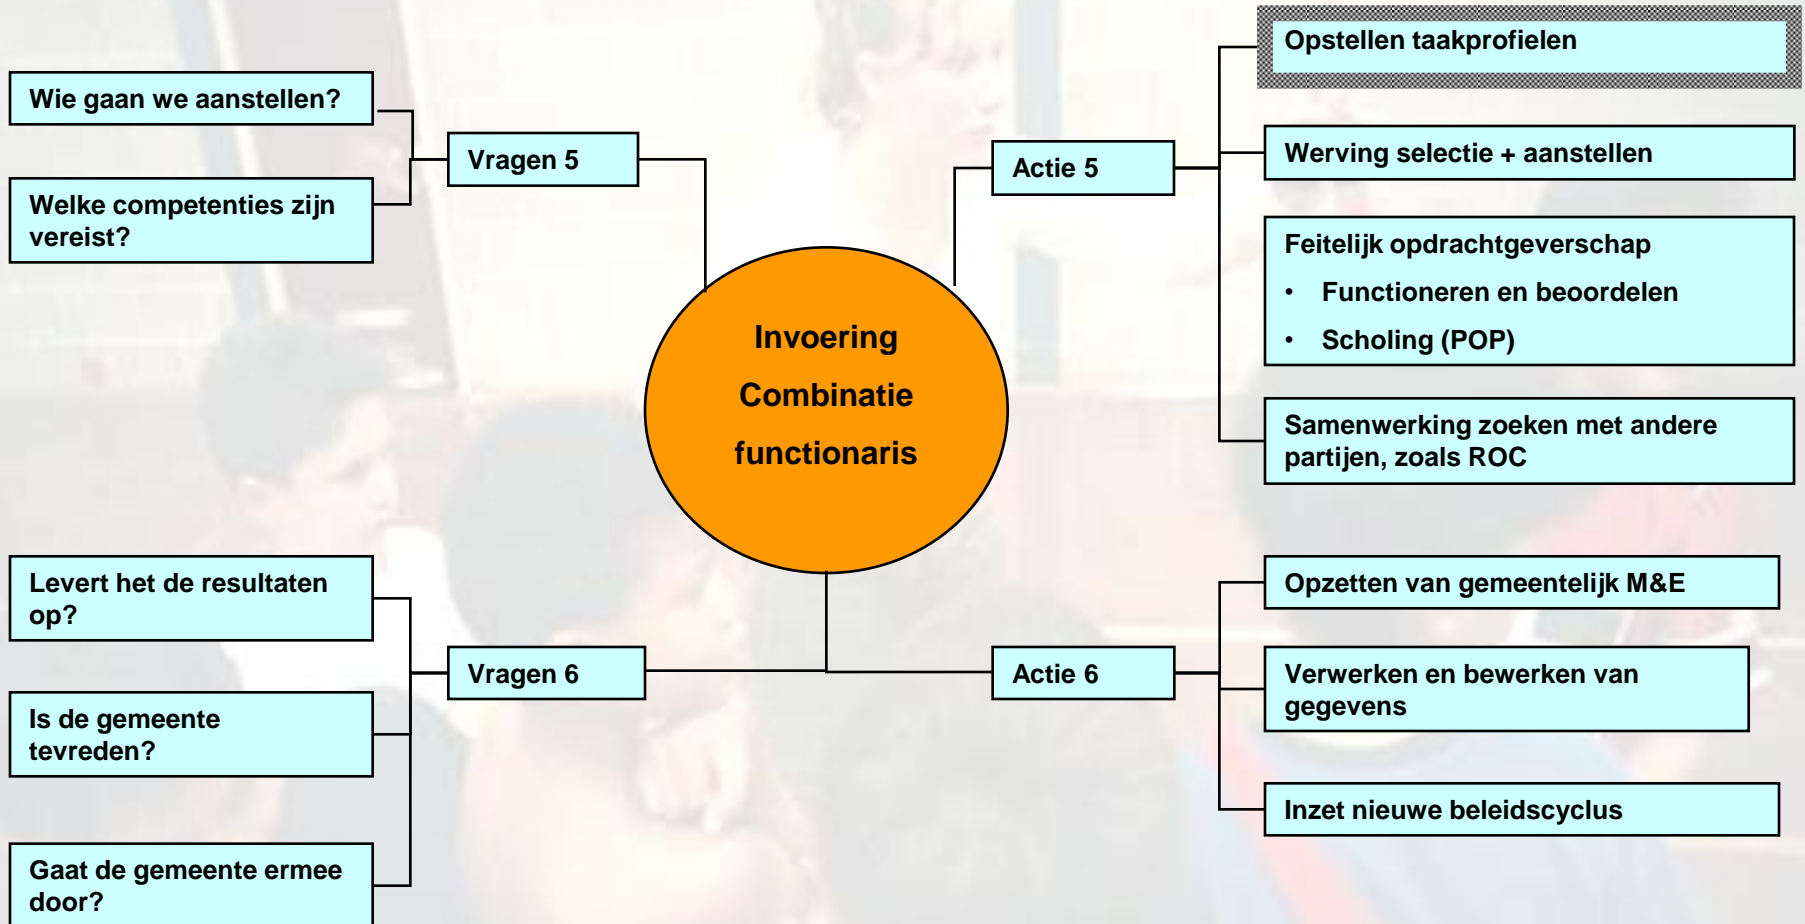 Wie gaan we aanstellen?
Welke competenties zijn
vereist?
Vragen 5
Invoering
Combinatie
functionaris
Actie 5
Opstellen taakprofielen
Werving selectie + aanstellen
Feitelijk opdrachtgeverschap
• Functioneren en beoordelen
• Scholing (POP)
Samenwerking zoeken met andere
partijen, zoals ROC
Levert het de resultaten
op?
Is de gemeente
tevreden?
Gaat de gemeente ermee
door?
Vragen 6
Actie 6
Opzetten van gemeentelijk M&E
Verwerken en bewerken van
gegevens
Inzet nieuwe beleidscyclus